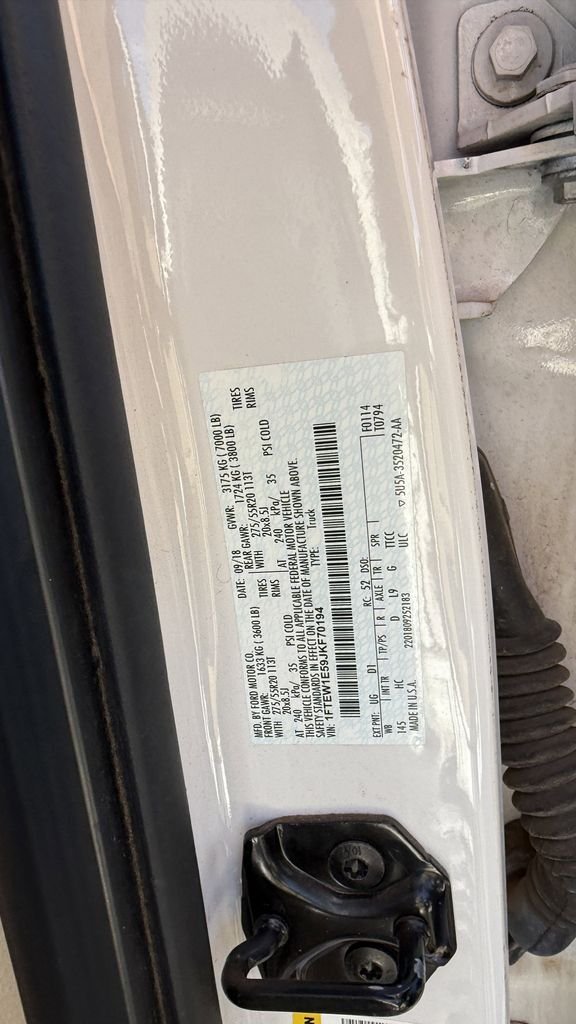 MFD. BY FORD MOTOR CO.
DATE: 09/18 GVWR: 3175 KG ( 7000 LB)
FRONT GAWR: 1633 KG ( 3600 LB) REAR GAWR: 1724 KG ( 3800 LB)
WITH 275/55R20 113T TIRES WITH 275/55R20 113T TIRES
20x8.5J RIMS 20x8.5J RIMS
AT 240 kPa/ 35 PSI COLD AT 240 kPa/ 35 PSI COLD
THIS VEHICLE CONFORMS TO ALL APPLICABLE FEDERAL MOTOR VEHICLE
SAFETY STANDARDS IN EFFECT ON THE DATE OF MANUFACTURE SHOWN ABOVE.
VIN: 1FTEW1E59JKF70194 TYPE: Truck
F0114
T0794
EXT PNT: UG D1 RC: 52 DSO:
WB INT TR TP/PS R AXLE TR SPR
145 HC D L9 G TTCC
ULC
MADE IN U.S.A. 2201809252183 5U5A-3520472-AA
N